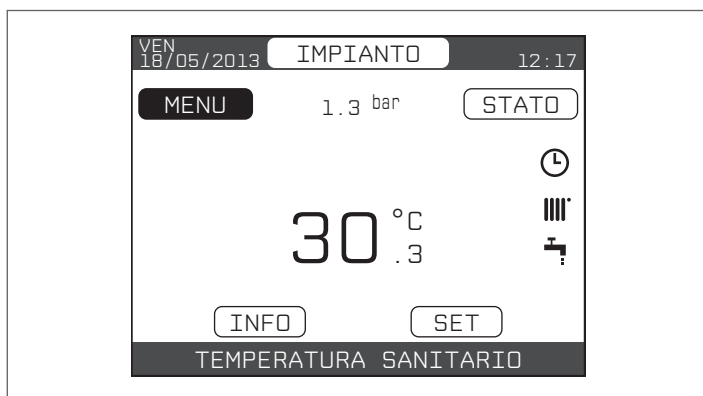 VEN
18/05/2013 IMPIANTO 12:17
MENU 1.3 bar STATO
30.3 °C
INFO SET
TEMPERATURA SANITARIO